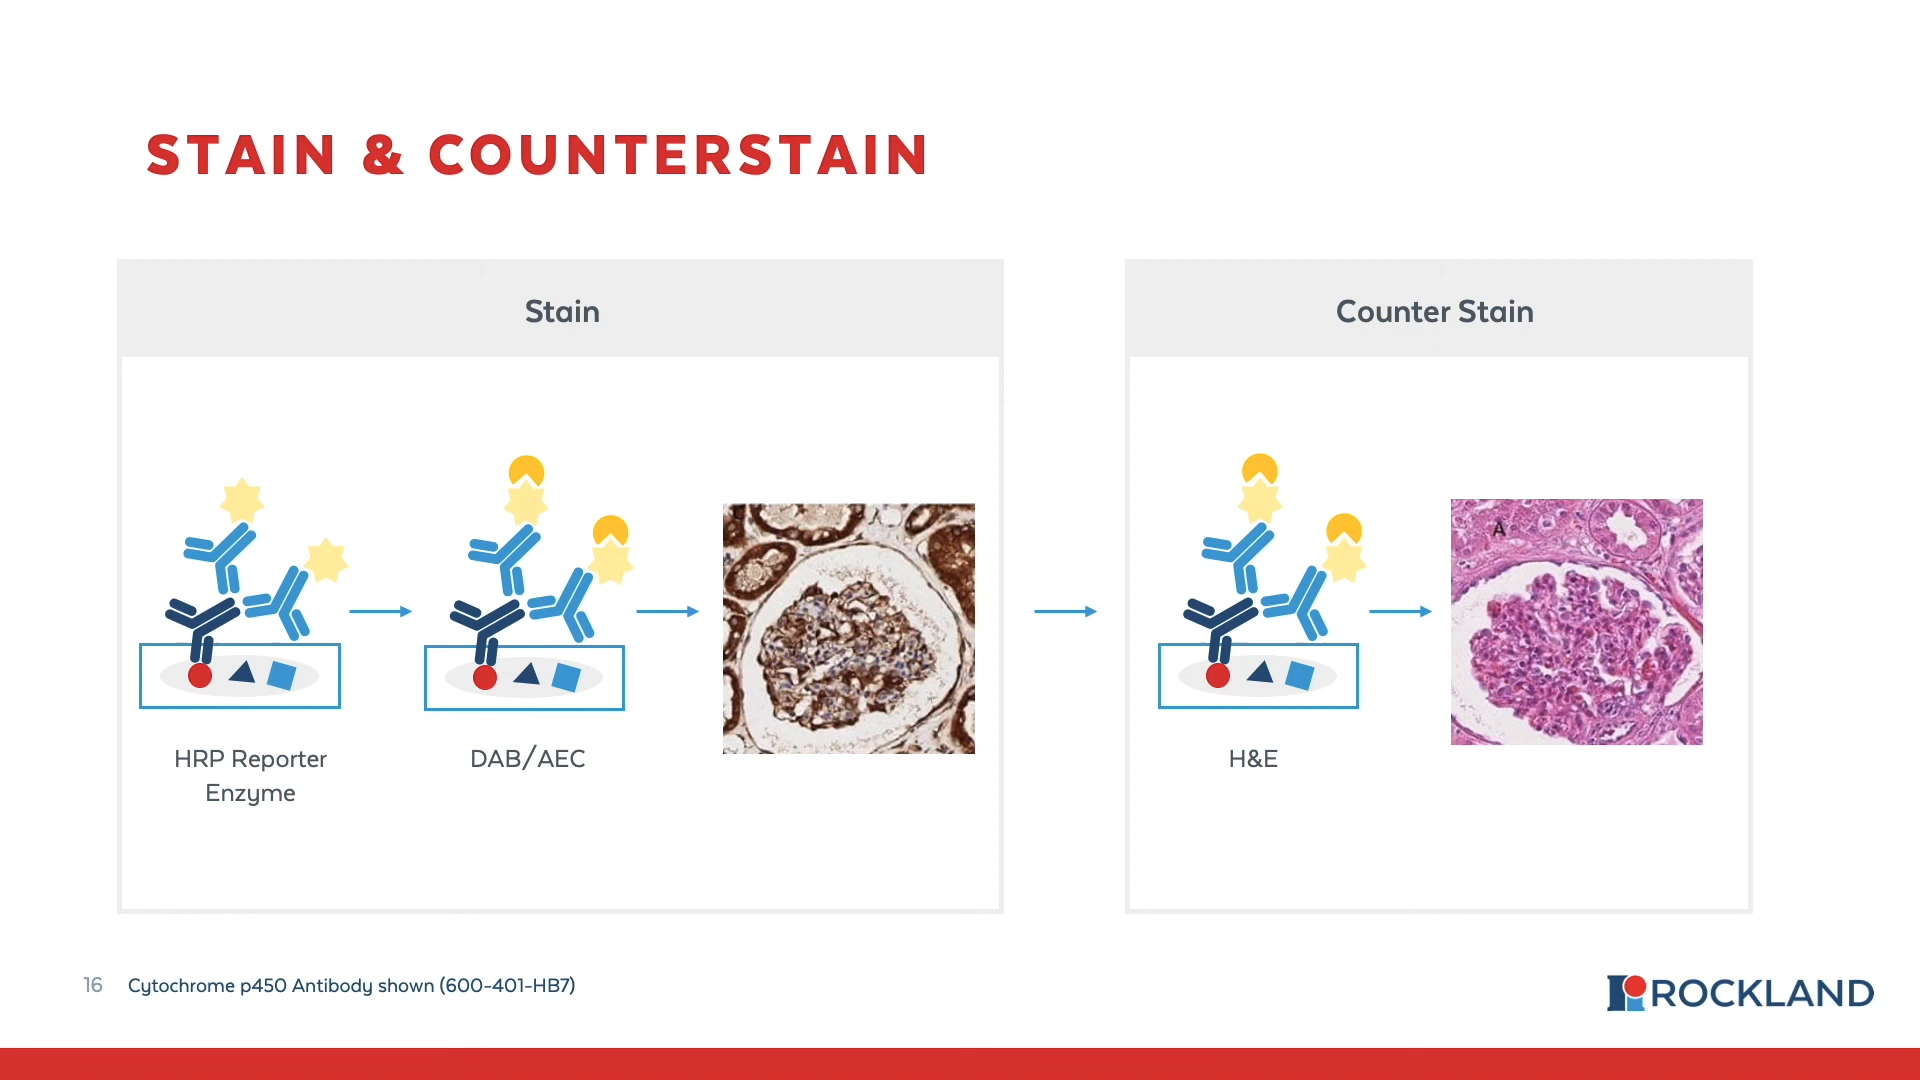 STAIN & COUNTERSTAIN
Stain
HRP Reporter
Enzyme
DAB/AEC
Counter Stain
A
H&E
16
Cytochrome p450 Antibody shown (600-401-HB7)
ROCKLAND